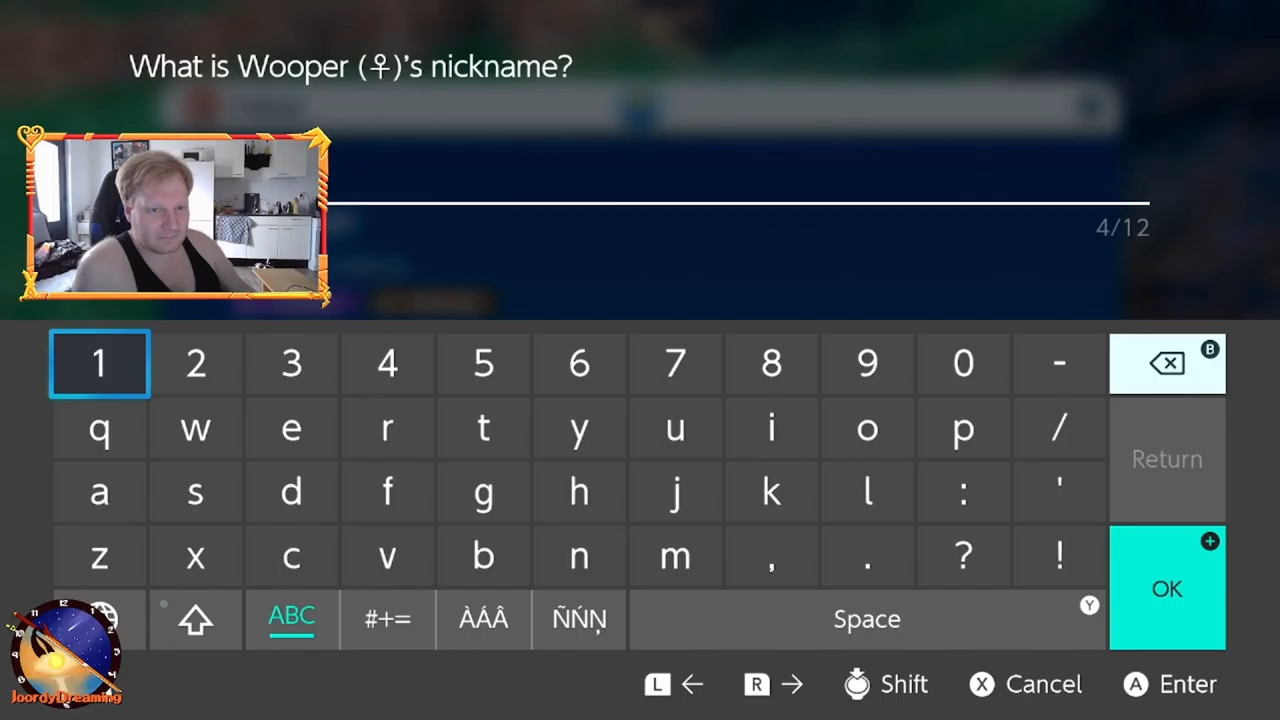 What is Wooper (♀)'s nickname?
4/12
1 2 3 4 5 6 7 8 9 0 - B
q w e r t y u i o p /
Return
a s d f g h j k l : '
z x c v b n m , . ? ! +
OK
ABC #+= ÀÁÂ ÑŃŅ Space Y
JoordyDreaming
L ← R → Shift X Cancel A Enter